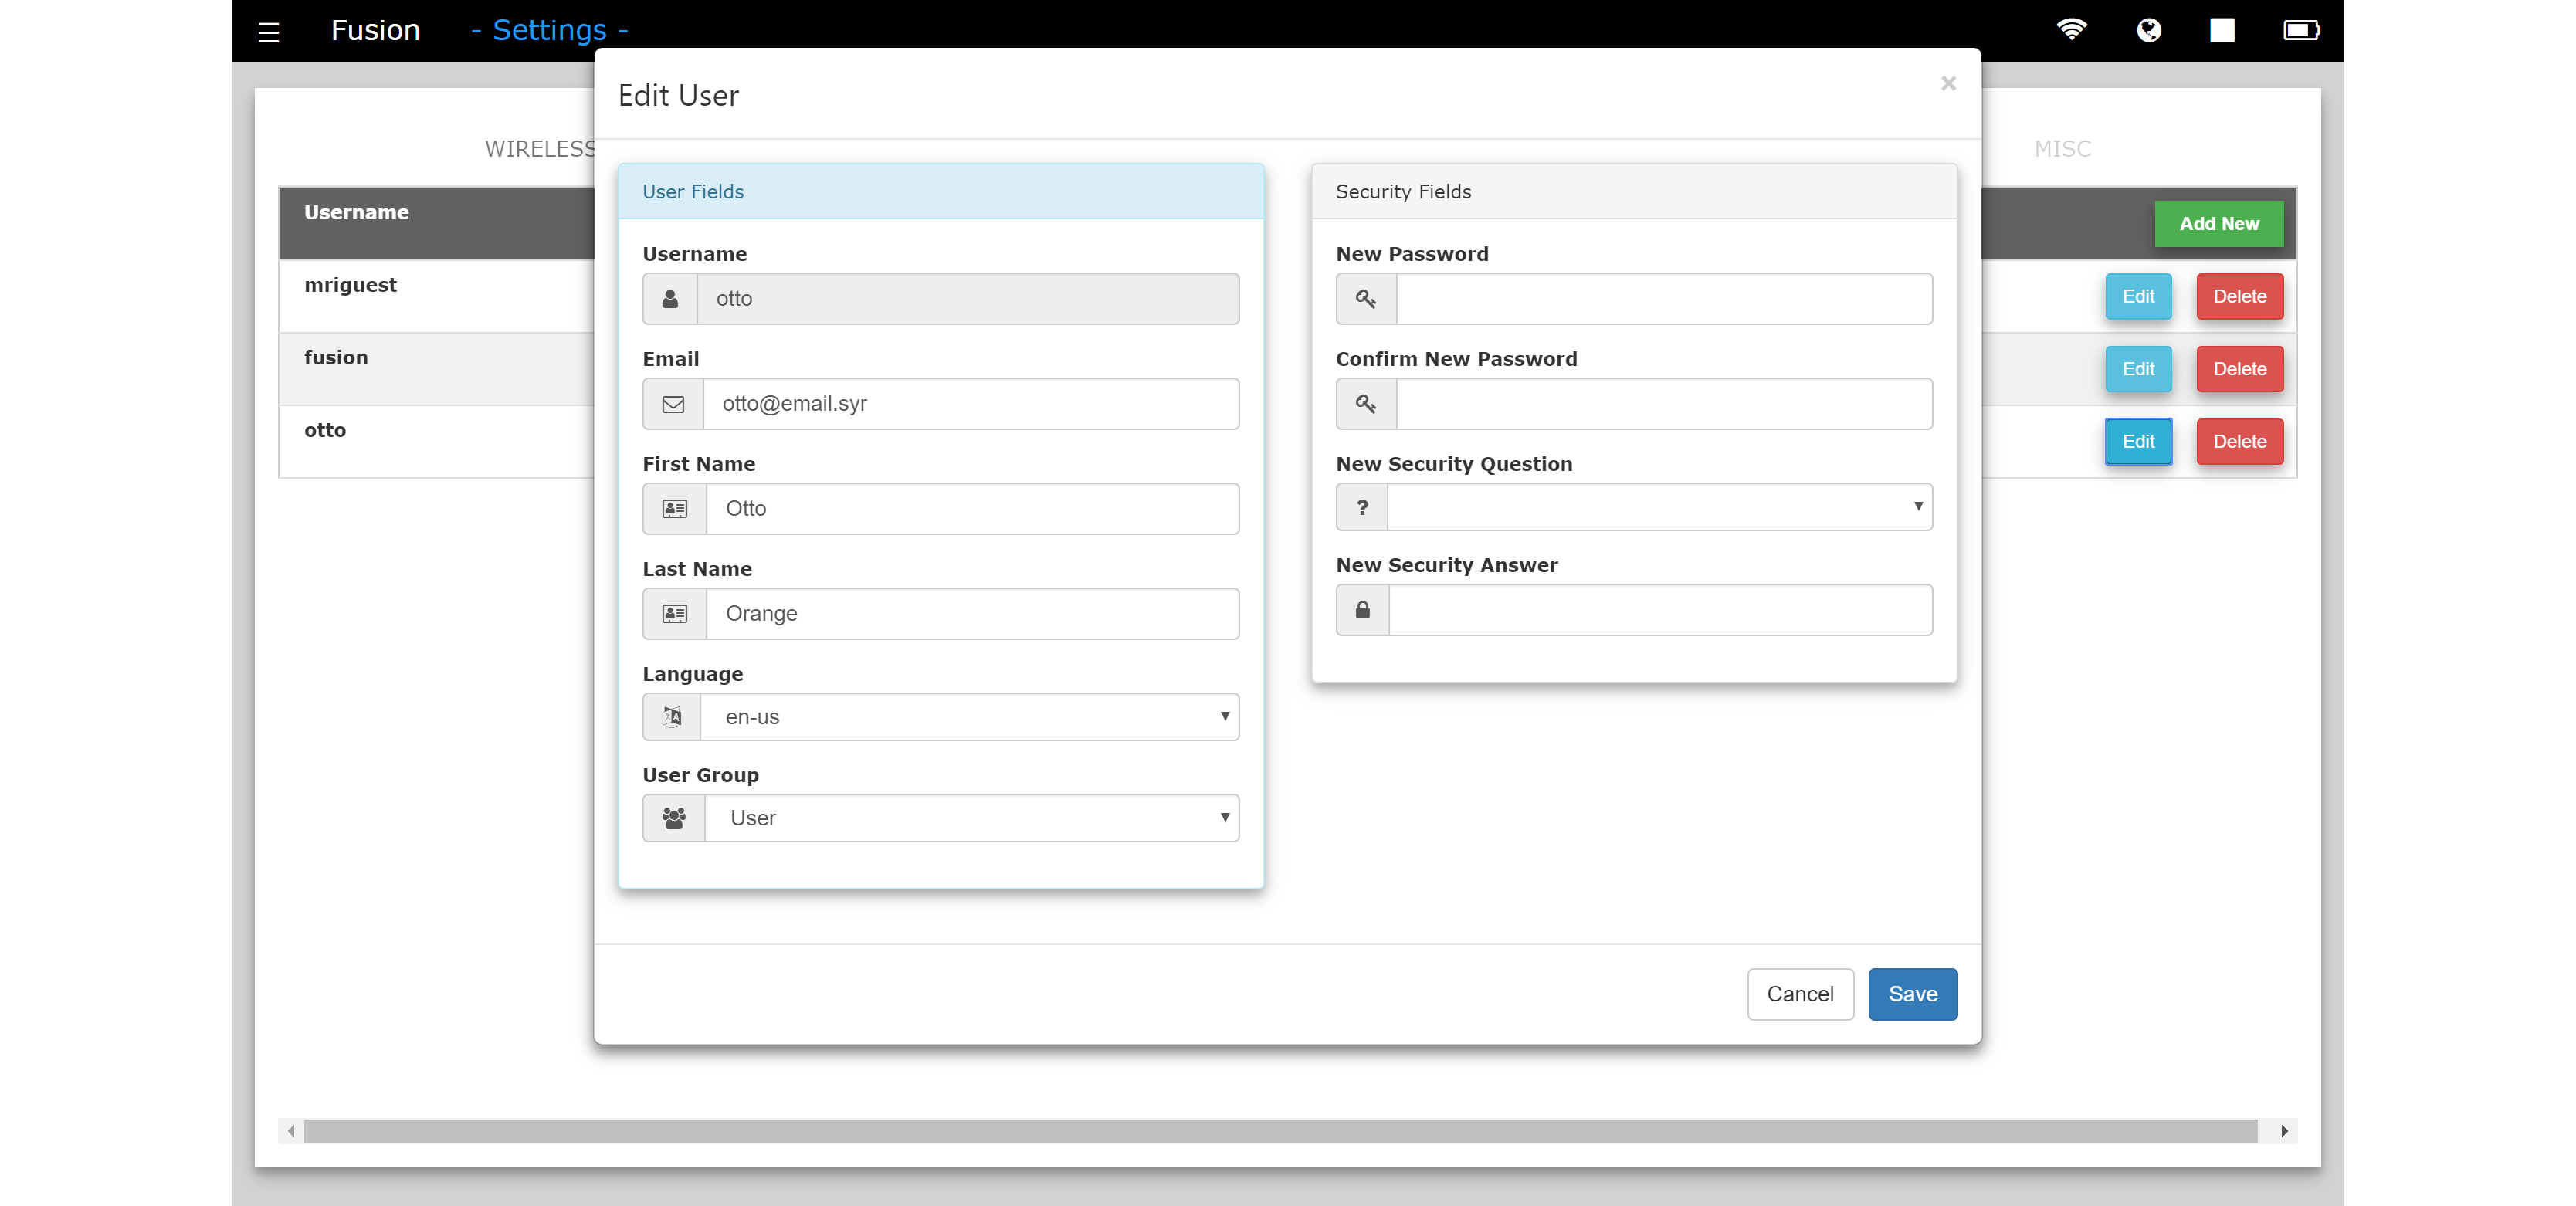 Fusion - Settings -
Edit User
×
WIRELESS
MISC
User Fields
Security Fields
Username
Add New
mriguest
Edit Delete
fusion
Edit Delete
otto
Edit Delete
Username
otto
Email
otto@email.syr
First Name
Otto
Last Name
Orange
Language
en-us
User Group
User
New Password
Confirm New Password
New Security Question
?
New Security Answer
Cancel Save